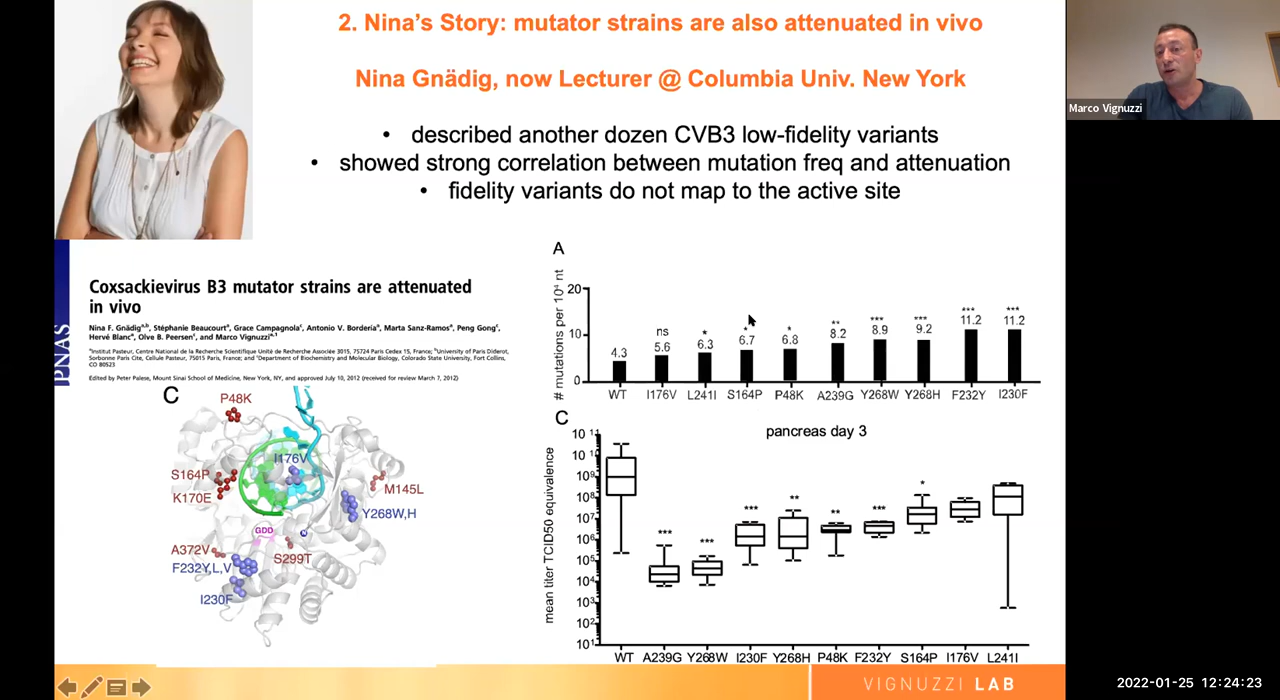 2. Nina's Story: mutator strains are also attenuated in vivo
Nina Gnädig, now Lecturer @ Columbia Univ. New York
• described another dozen CVB3 low-fidelity variants
• showed strong correlation between mutation freq and attenuation
• fidelity variants do not map to the active site
Marco Vignuzzi
PNAS
Coxsackievirus B3 mutator strains are attenuated
in vivo
Nina F. Gnädig^a,b, Stéphanie Beaucourt^a, Grace Campagnola^c, Antonio V. Bordería^a, Marta Sanz-Ramos^a, Peng Gong^c,
Hervé Blanc^a, Olve B. Peersen^c, and Marco Vignuzzi^a,1
^aInstitut Pasteur, Centre National de la Recherche Scientifique Unité de Recherche Associée 3015, 75724 Paris Cedex 15, France; ^bUniversity of Paris Diderot,
Sorbonne Paris Cité, Cellule Pasteur, 75015 Paris, France; and ^cDepartment of Biochemistry and Molecular Biology, Colorado State University, Fort Collins,
CO 80523
Edited by Peter Palese, Mount Sinai School of Medicine, New York, NY, and approved July 10, 2012 (received for review March 7, 2012)
C
P48K
I176V
S164P
K170E
M145L
Y268W,H
GDD
N
A372V
S299T
F232Y,L,V
I230F
A
# mutations per 10⁴ nt
20
10
0
ns * * * ** *** *** *** ***
4.3 5.6 6.3 6.7 6.8 8.2 8.9 9.2 11.2 11.2
WT I176V L241I S164P P48K A239G Y268W Y268H F232Y I230F
C
pancreas day 3
mean titer TCID50 equivalence
10¹¹
10¹⁰
10⁹
10⁸
10⁷
10⁶
10⁵
10⁴
10³
10²
10¹
*** *** *** ** ** *** *
WT A239G Y268W I230F Y268H P48K F232Y S164P I176V L241I
VIGNUZZI LAB
2022-01-25 12:24:23